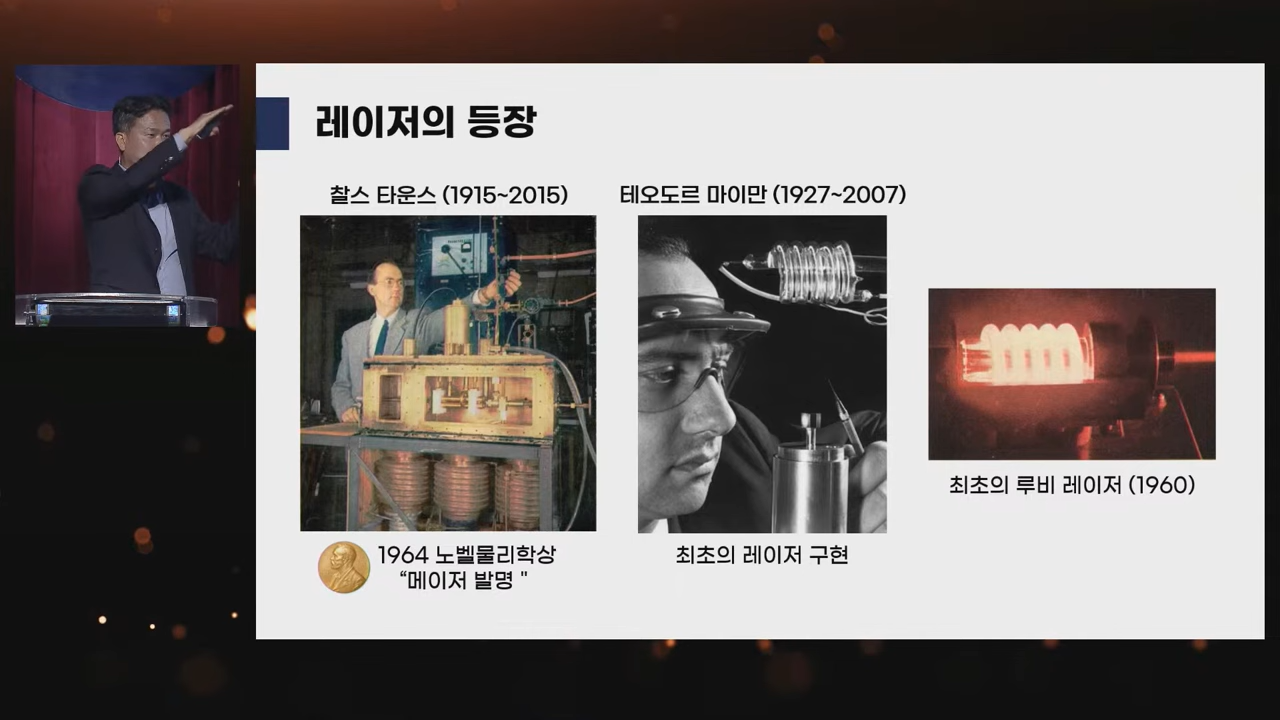 레이저의 등장
찰스 타운스 (1915~2015)
테오도르 마이만 (1927~2007)
최초의 루비 레이저 (1960)
1964 노벨물리학상
“메이저 발명 "
최초의 레이저 구현